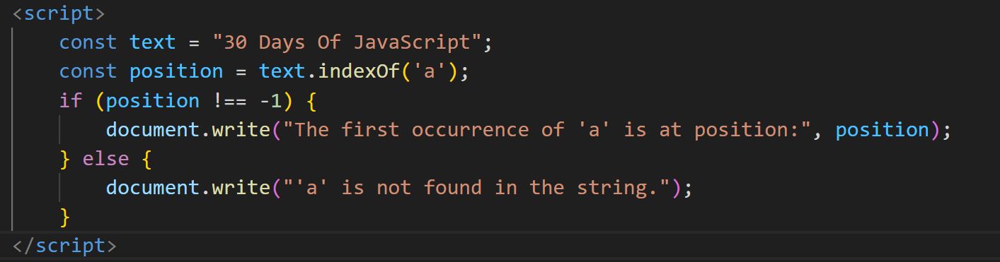 <script>
const text = "30 Days Of JavaScript";
const position = text.indexOf('a');
if (position !== -1) {
document.write("The first occurrence of 'a' is at position:", position);
} else {
document.write("'a' is not found in the string.");
}
</script>